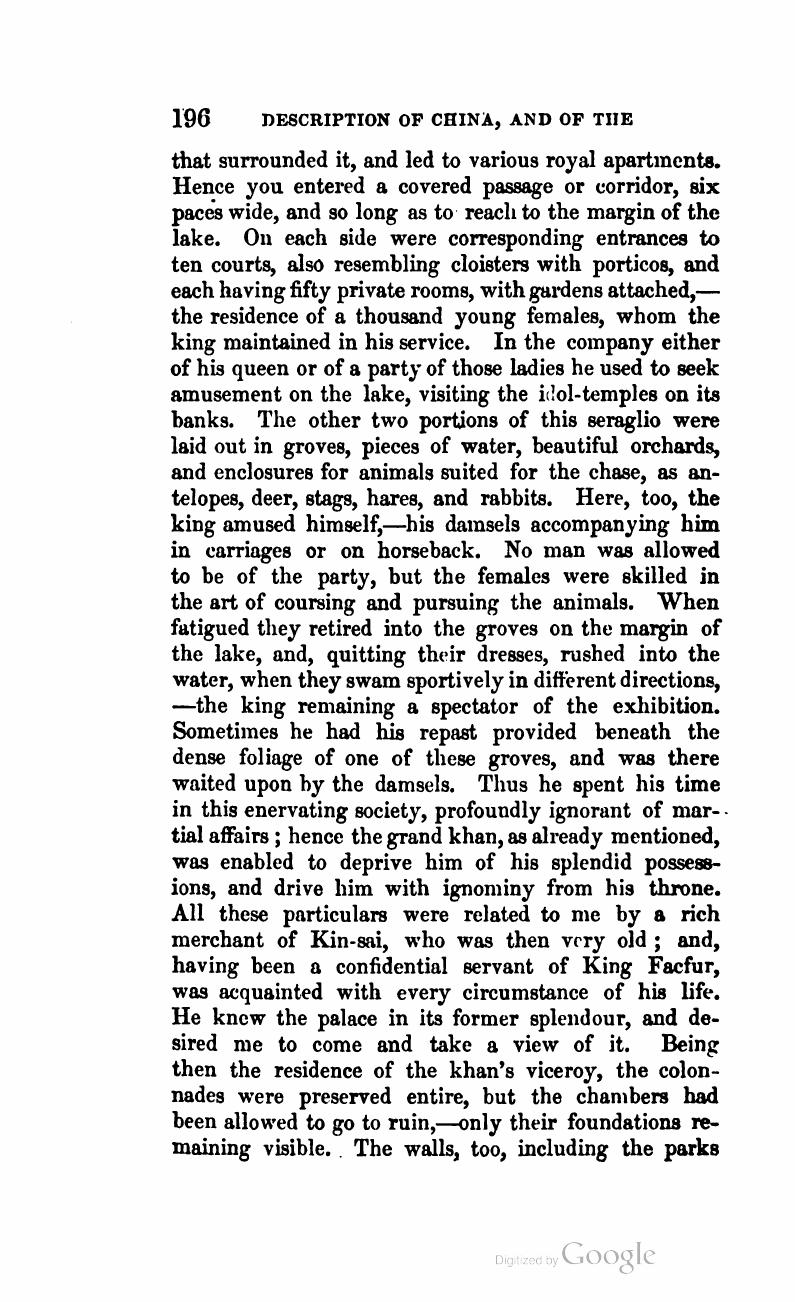 196 DESCRIPTION OF CHINA, AND OF THE
that surrounded it, and led to various royal apartments.
Hence you entered a covered passage or corridor, six
paces wide, and so long as to reach to the margin of the
lake. On each side were corresponding entrances to
ten courts, also resembling cloisters with porticos, and
each having fifty private rooms, with gardens attached,—
the residence of a thousand young females, whom the
king maintained in his service. In the company either
of his queen or of a party of those ladies he used to seek
amusement on the lake, visiting the idol-temples on its
banks. The other two portions of this seraglio were
laid out in groves, pieces of water, beautiful orchards,
and enclosures for animals suited for the chase, as an-
telopes, deer, stags, hares, and rabbits. Here, too, the
king amused himself,—his damsels accompanying him
in carriages or on horseback. No man was allowed
to be of the party, but the females were skilled in
the art of coursing and pursuing the animals. When
fatigued they retired into the groves on the margin of
the lake, and, quitting their dresses, rushed into the
water, when they swam sportively in different directions,
—the king remaining a spectator of the exhibition.
Sometimes he had his repast provided beneath the
dense foliage of one of these groves, and was there
waited upon by the damsels. Thus he spent his time
in this enervating society, profoundly ignorant of mar-
tial affairs ; hence the grand khan, as already mentioned,
was enabled to deprive him of his splendid possess-
ions, and drive him with ignominy from his throne.
All these particulars were related to me by a rich
merchant of Kin-sai, who was then very old ; and,
having been a confidential servant of King Facfur,
was acquainted with every circumstance of his life.
He knew the palace in its former splendour, and de-
sired me to come and take a view of it. Being
then the residence of the khan's viceroy, the colon-
nades were preserved entire, but the chambers had
been allowed to go to ruin,—only their foundations re-
maining visible. The walls, too, including the parks
Digitized by Google